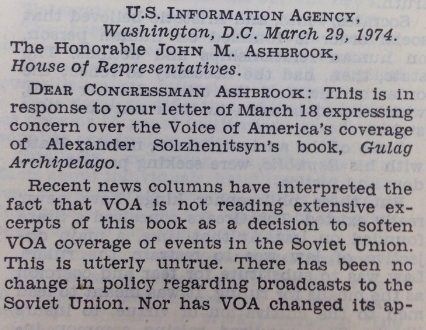 U.S. INFORMATION AGENCY,
Washington, D.C. March 29, 1974.
The Honorable JOHN M. ASHBROOK,
House of Representatives.
DEAR CONGRESSMAN ASHBROOK: This is in
response to your letter of March 18 expressing
concern over the Voice of America's coverage
of Alexander Solzhenitsyn's book, Gulag
Archipelago.
Recent news columns have interpreted the
fact that VOA is not reading extensive ex-
cerpts of this book as a decision to soften
VOA coverage of events in the Soviet Union.
This is utterly untrue. There has been no
change in policy regarding broadcasts to the
Soviet Union. Nor has VOA changed its ap-